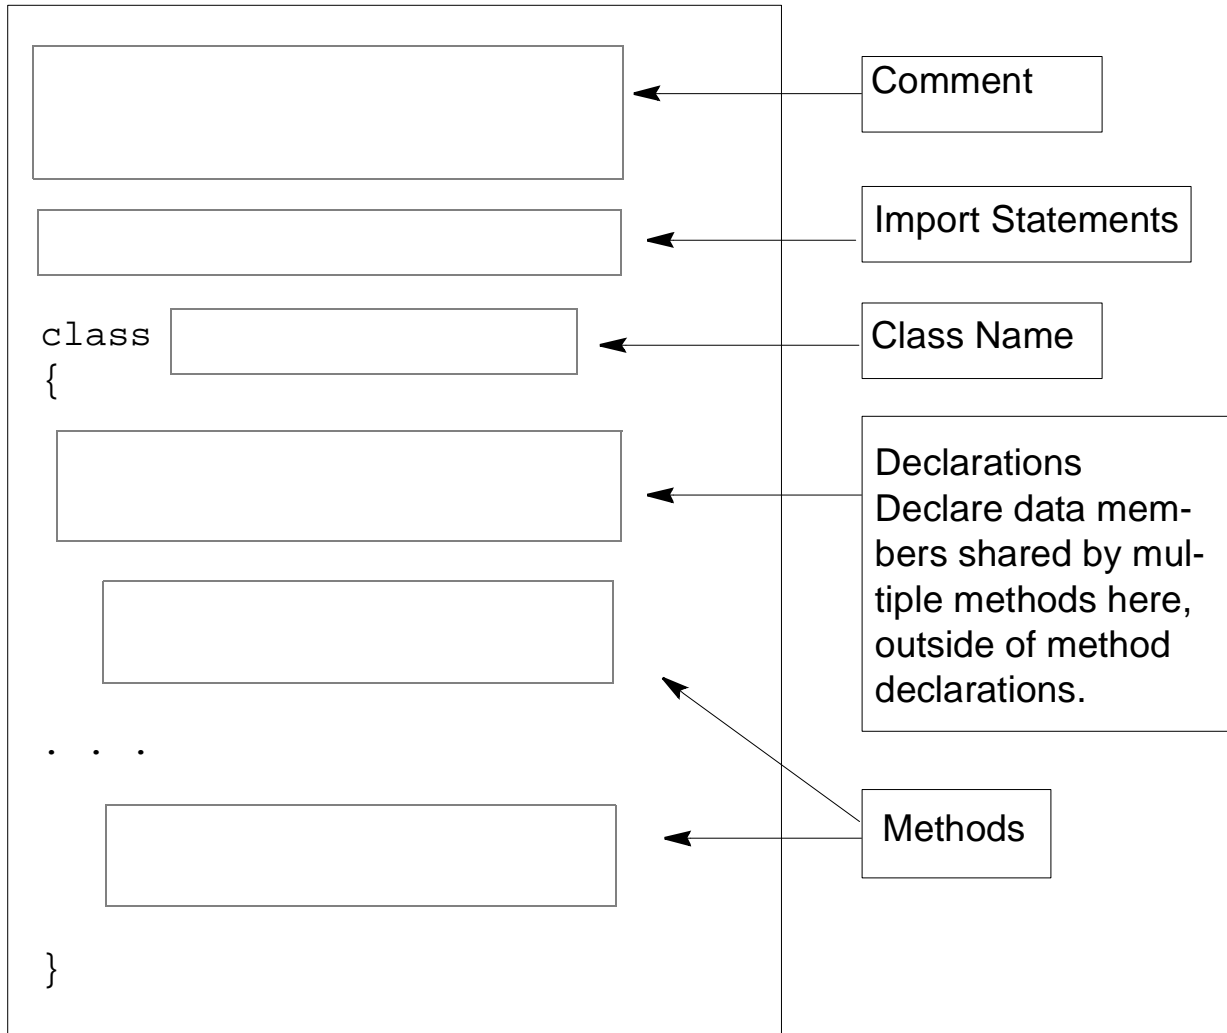 Comment
Import Statements
class
Class Name
{
Declarations
Declare data mem-
bers shared by mul-
tiple methods here,
outside of method
declarations.
. . .
Methods
}